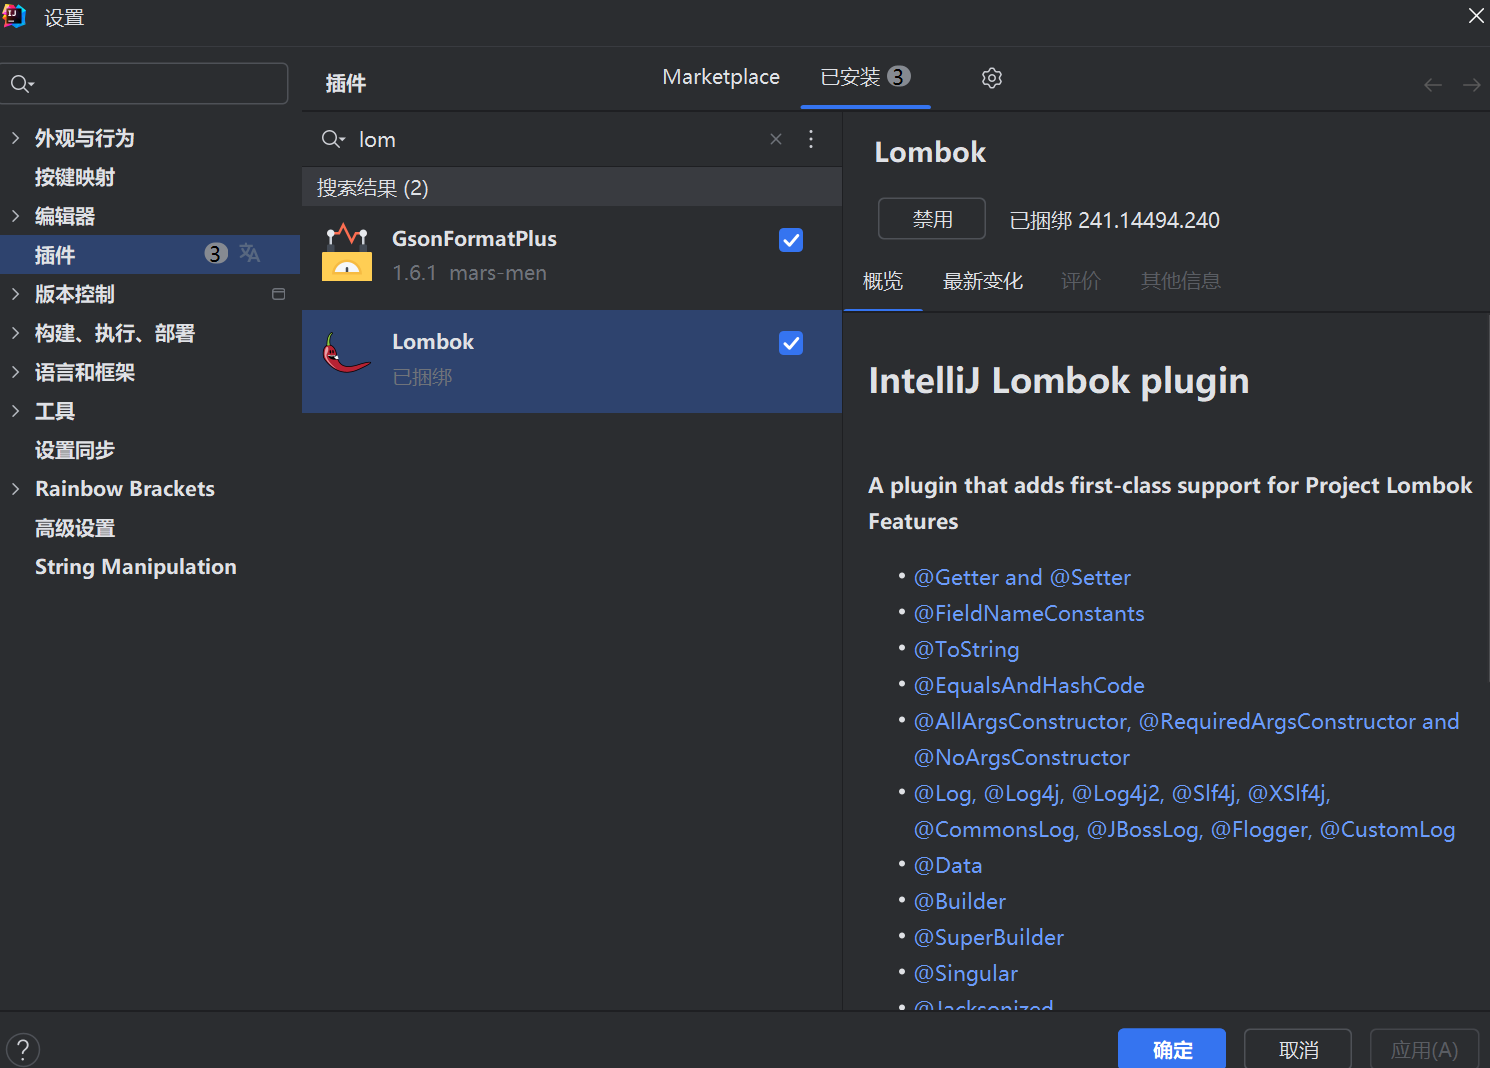 设置
插件
Marketplace
已安装 3
外观与行为
按键映射
编辑器
插件 3
版本控制
构建、执行、部署
语言和框架
工具
设置同步
Rainbow Brackets
高级设置
String Manipulation
lom
搜索结果 (2)
GsonFormatPlus
1.6.1 mars-men
Lombok
已捆绑
Lombok
禁用 已捆绑 241.14494.240
概览 最新变化 评价 其他信息
IntelliJ Lombok plugin
A plugin that adds first-class support for Project Lombok
Features
• @Getter and @Setter
• @FieldNameConstants
• @ToString
• @EqualsAndHashCode
• @AllArgsConstructor, @RequiredArgsConstructor and
@NoArgsConstructor
• @Log, @Log4j, @Log4j2, @Slf4j, @XSlf4j,
@CommonsLog, @JBossLog, @Flogger, @CustomLog
• @Data
• @Builder
• @SuperBuilder
• @Singular
• @Jacksonized
?
确定 取消 应用(A)